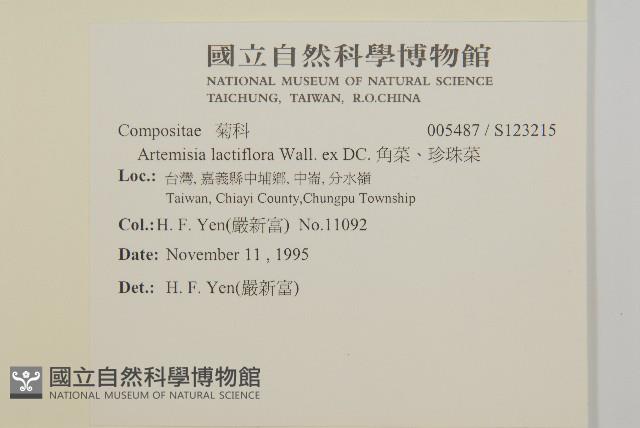 國立自然科學博物館
NATIONAL MUSEUM OF NATURAL SCIENCE
TAICHUNG, TAIWAN, R.O.CHINA
Compositae 菊科 005487 / S123215
Artemisia lactiflora Wall. ex DC. 角菜、珍珠菜
Loc.: 台灣, 嘉義縣中埔鄉, 中崙, 分水嶺
Taiwan, Chiayi County,Chungpu Township
Col.: H. F. Yen(嚴新富) No.11092
Date: November 11 , 1995
Det.: H. F. Yen(嚴新富)
國立自然科學博物館
NATIONAL MUSEUM OF NATURAL SCIENCE